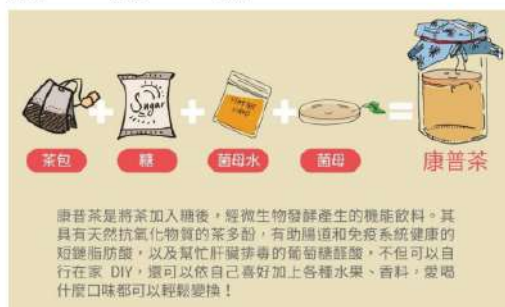 Sugar
茶包
糖
菌母水
菌母
康普茶
康普茶是將茶加入糖後，經微生物發酵產生的機能飲料。其
具有天然抗氧化物質的茶多酚，有助腸道和免疫系統健康的
短鏈脂肪酸，以及幫忙肝臟排毒的葡萄糖醛酸，不但可以自
行在家 DIY，還可以依自己喜好加上各種水果、香料，愛喝
什麼口味都可以輕鬆變換！